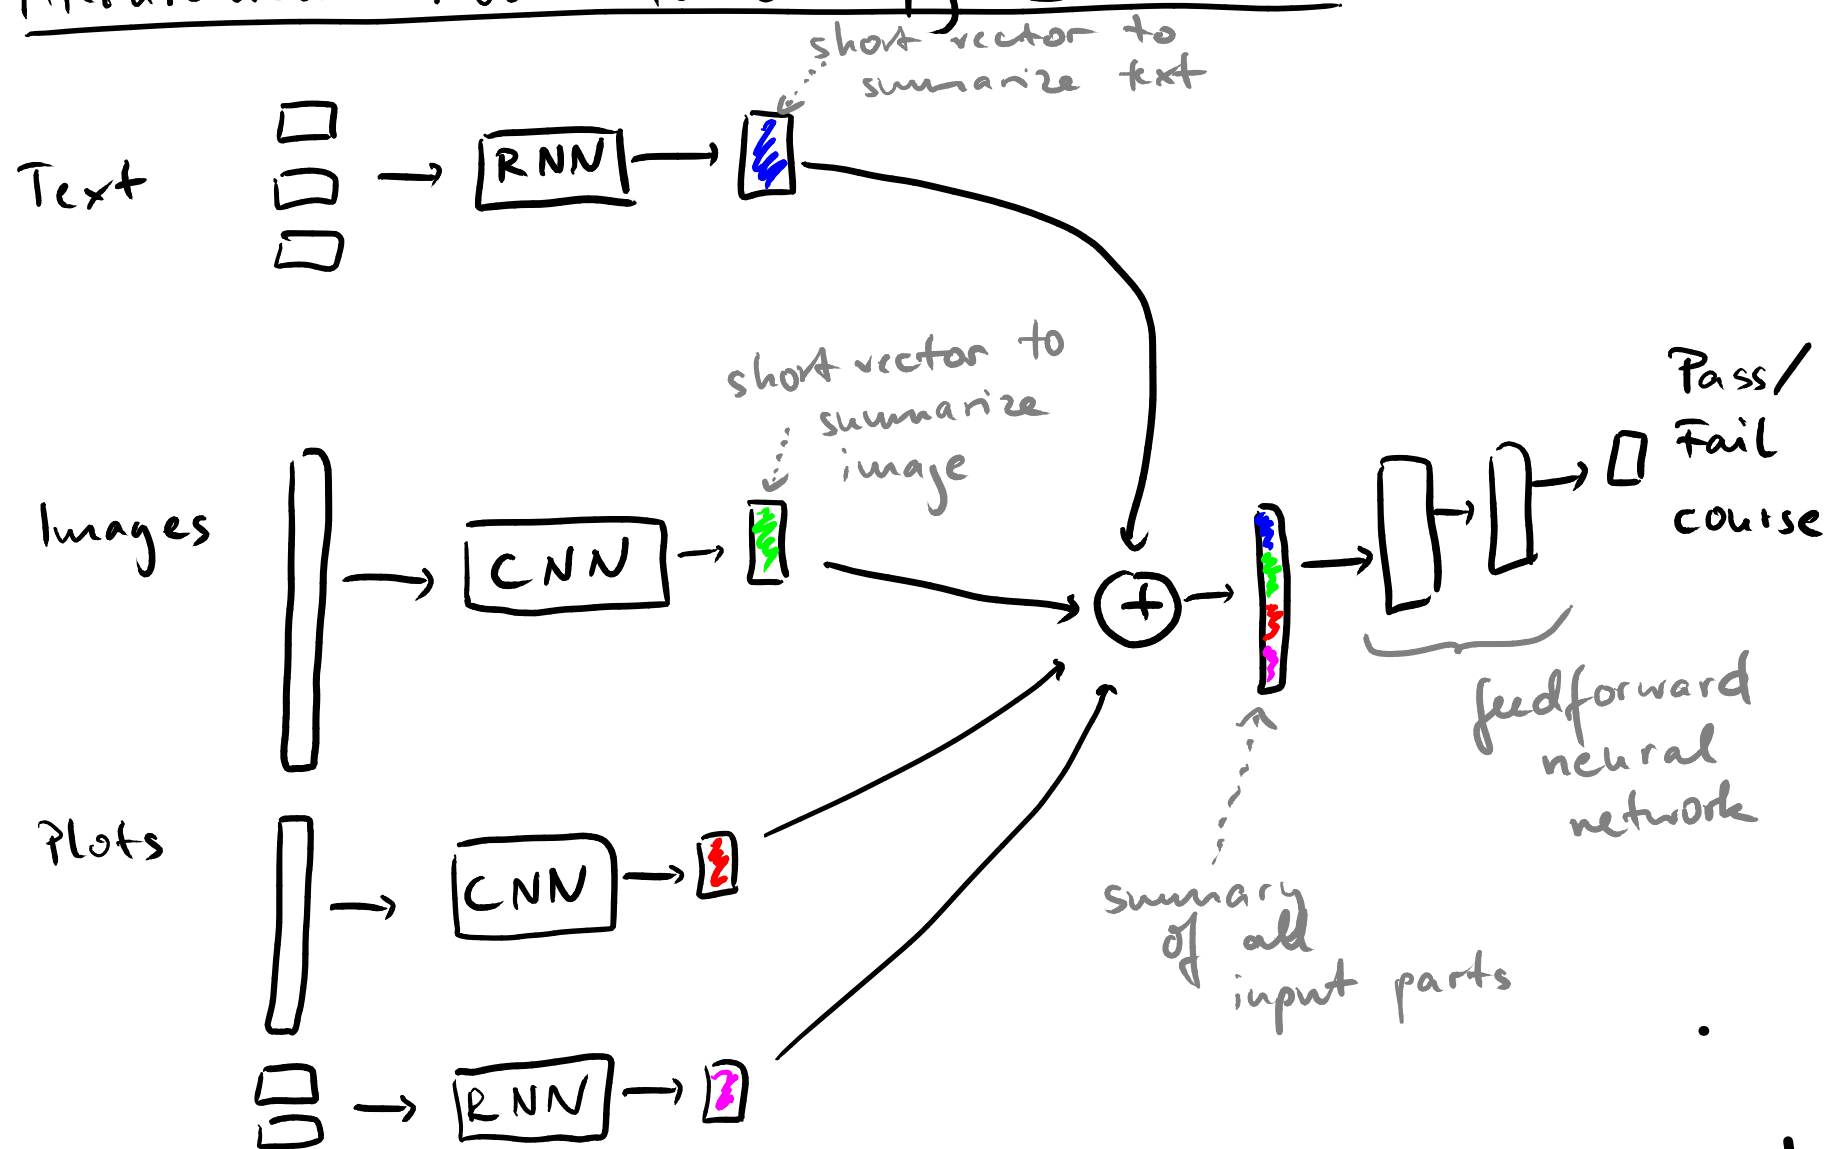 short vector to
summarize text
Text
RNN
short vector to
summarize
image
Images
CNN
+
Pass/
Fail
course
feedforward
neural
network
Plots
CNN
summary
of all
input parts
RNN